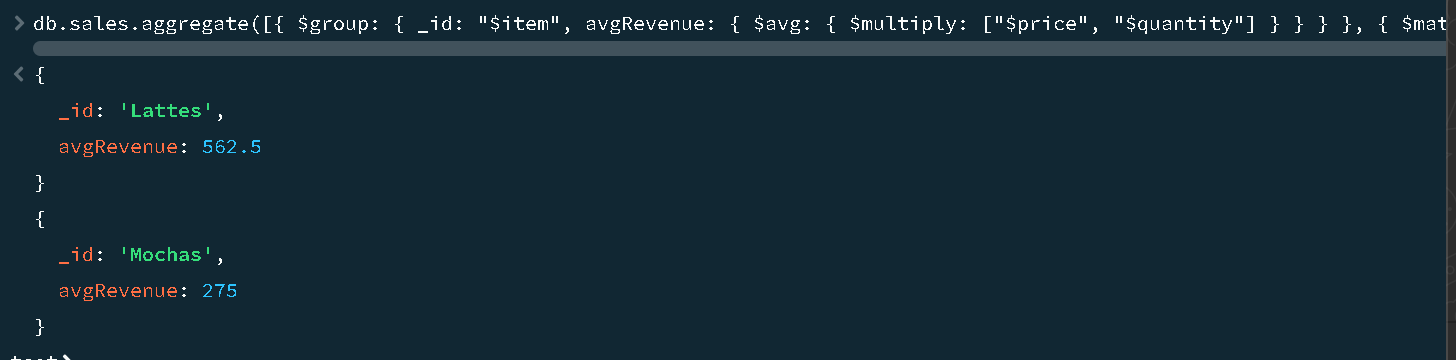 > db.sales.aggregate([{ $group: { _id: "$item", avgRevenue: { $avg: { $multiply: ["$price", "$quantity"] } } } }, { $mat
< {
_id: 'Lattes',
avgRevenue: 562.5
}
{
_id: 'Mochas',
avgRevenue: 275
}